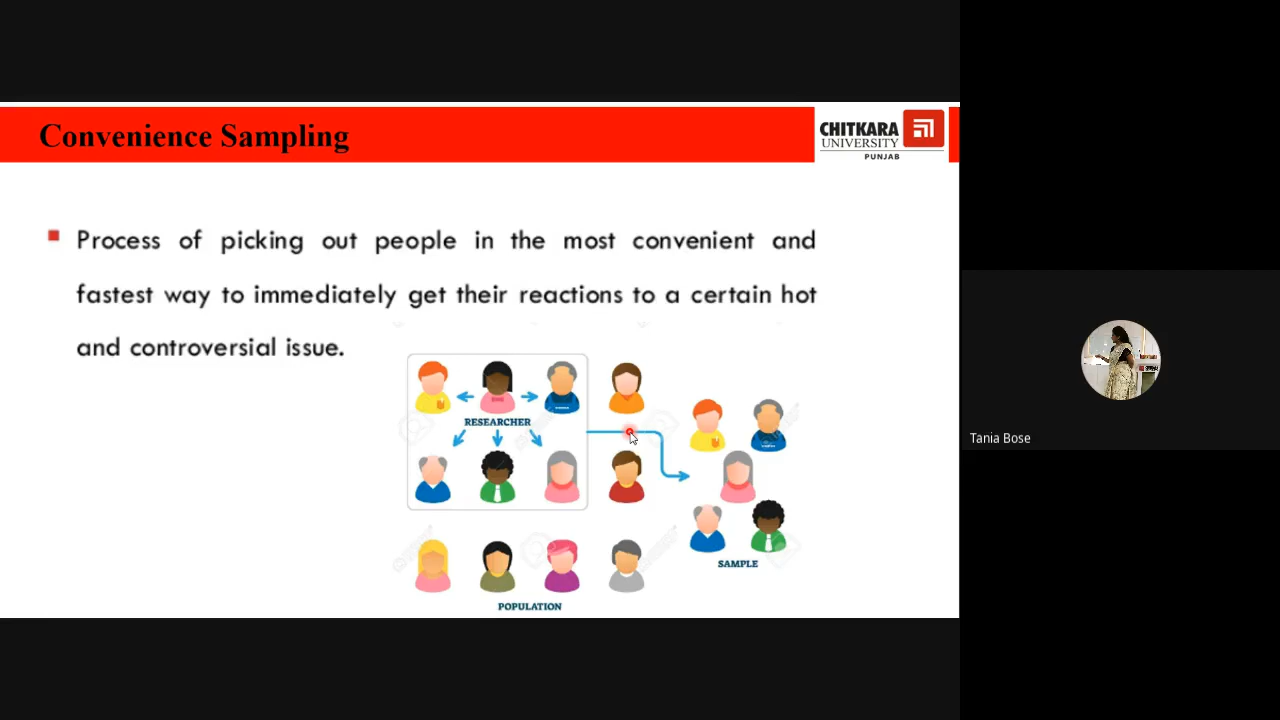 Convenience Sampling
CHITKARA
UNIVERSITY
PUNJAB
Process of picking out people in the most convenient and
fastest way to immediately get their reactions to a certain hot
and controversial issue.
RESEARCHER
SAMPLE
POPULATION
Tania Bose